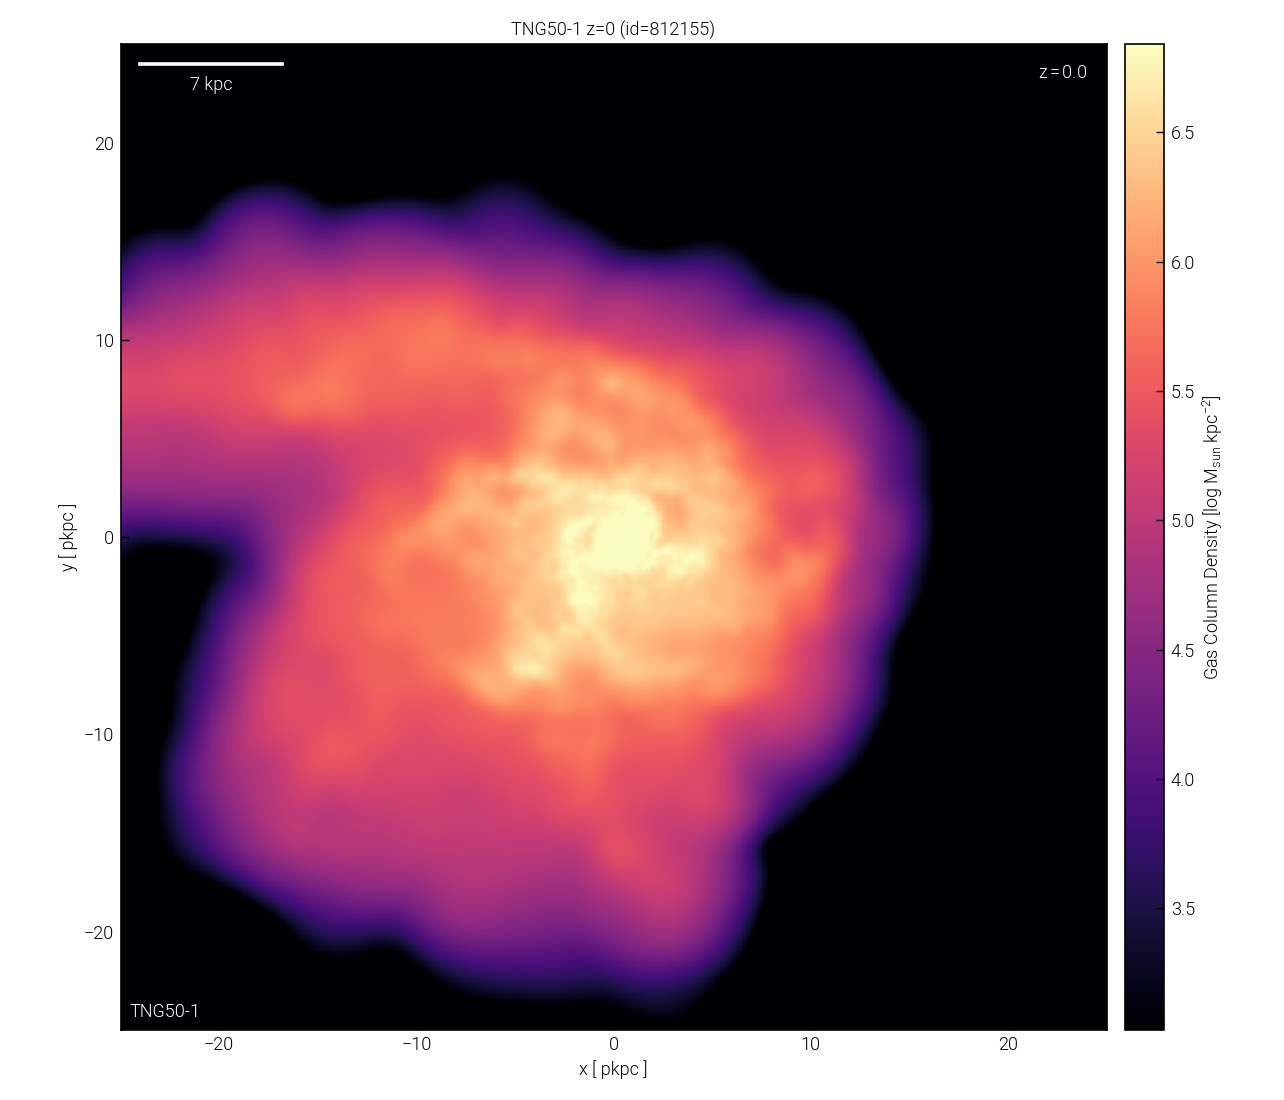 TNG50-1 z=0 (id=812155)
7 kpc
z=0.0
20
10
0
−10
−20
y [ pkpc ]
TNG50-1
−20
−10
0
10
20
x [ pkpc ]
6.5
6.0
5.5
5.0
4.5
4.0
3.5
Gas Column Density [log M_sun kpc^−2]